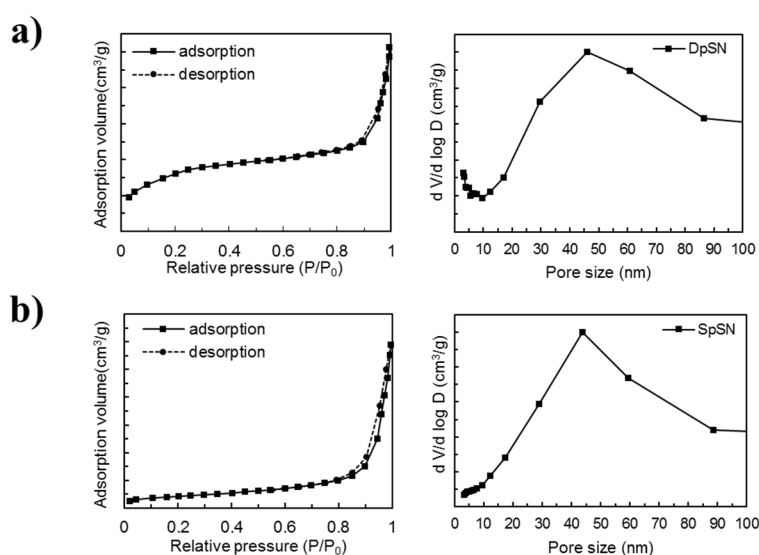 a)
adsorption
desorption
Adsorption volume(cm³/g)
0 0.2 0.4 0.6 0.8 1
Relative pressure (P/P₀)
DpSN
d V/d log D (cm³/g)
0 10 20 30 40 50 60 70 80 90 100
Pore size (nm)
b)
adsorption
desorption
Adsorption volume(cm³/g)
0 0.2 0.4 0.6 0.8 1
Relative pressure (P/P₀)
SpSN
d V/d log D (cm³/g)
0 10 20 30 40 50 60 70 80 90 100
Pore size (nm)